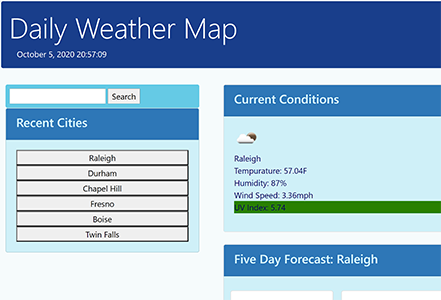 Daily Weather Map
October 5, 2020 20:57:09
Search
Recent Cities
Raleigh
Durham
Chapel Hill
Fresno
Boise
Twin Falls
Current Conditions
Raleigh
Tempurature: 57.04F
Humidity: 87%
Wind Speed: 3.36mph
UV Index: 5.74
Five Day Forecast: Raleigh